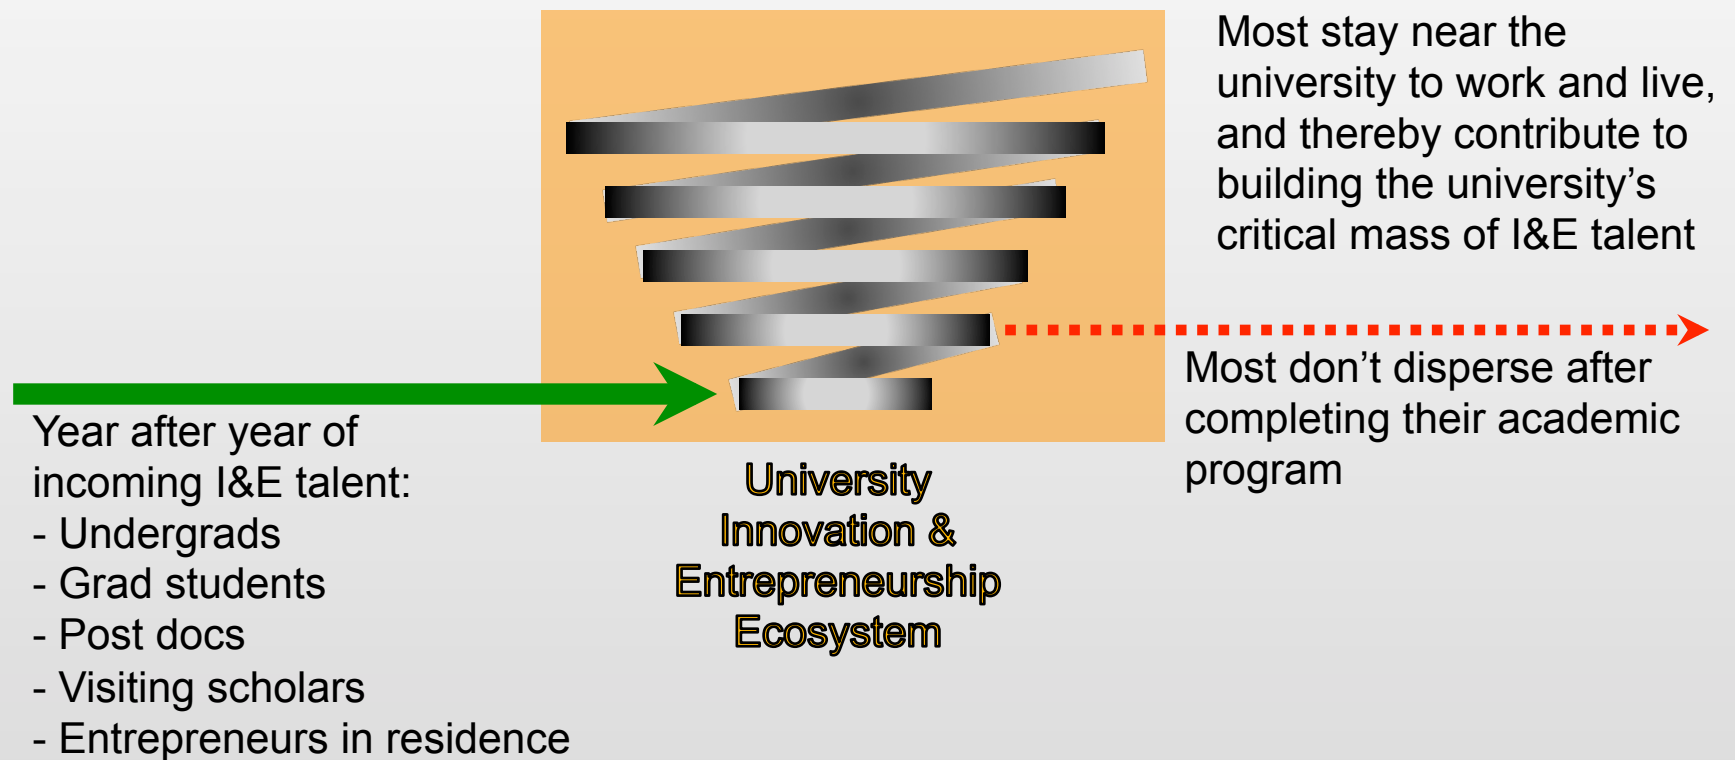 Most stay near the
university to work and live,
and thereby contribute to
building the university’s
critical mass of I&E talent
Most don’t disperse after
completing their academic
program
Year after year of
incoming I&E talent:
- Undergrads
- Grad students
- Post docs
- Visiting scholars
- Entrepreneurs in residence
University
Innovation &
Entrepreneurship
Ecosystem